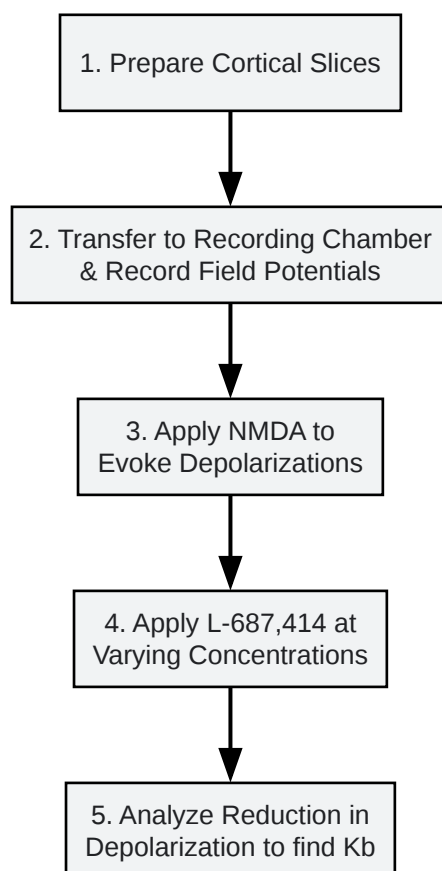 1. Prepare Cortical Slices
2. Transfer to Recording Chamber
& Record Field Potentials
3. Apply NMDA to
Evoke Depolarizations
4. Apply L-687,414 at
Varying Concentrations
5. Analyze Reduction in
Depolarization to find Kb